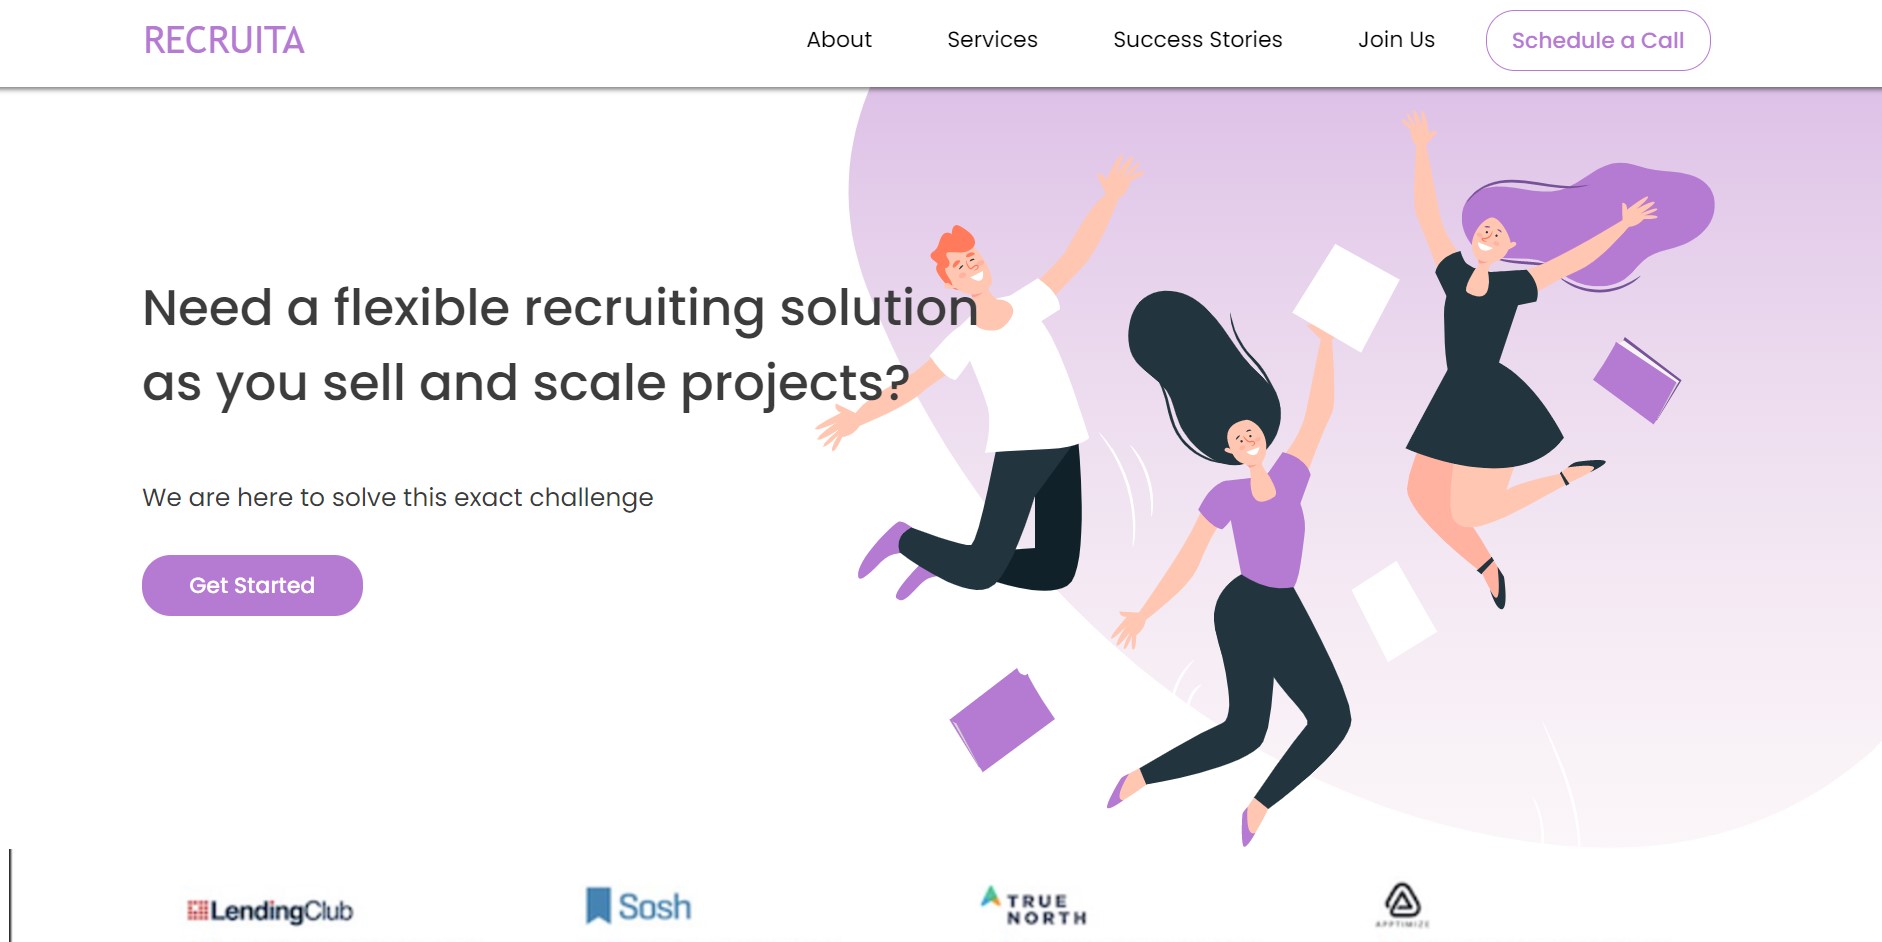 RECRUITA
About
Services
Success Stories
Join Us
Schedule a Call
Need a flexible recruiting solution
as you sell and scale projects?
We are here to solve this exact challenge
Get Started
LendingClub
Sosh
TRUE
NORTH
APPTIMIZE